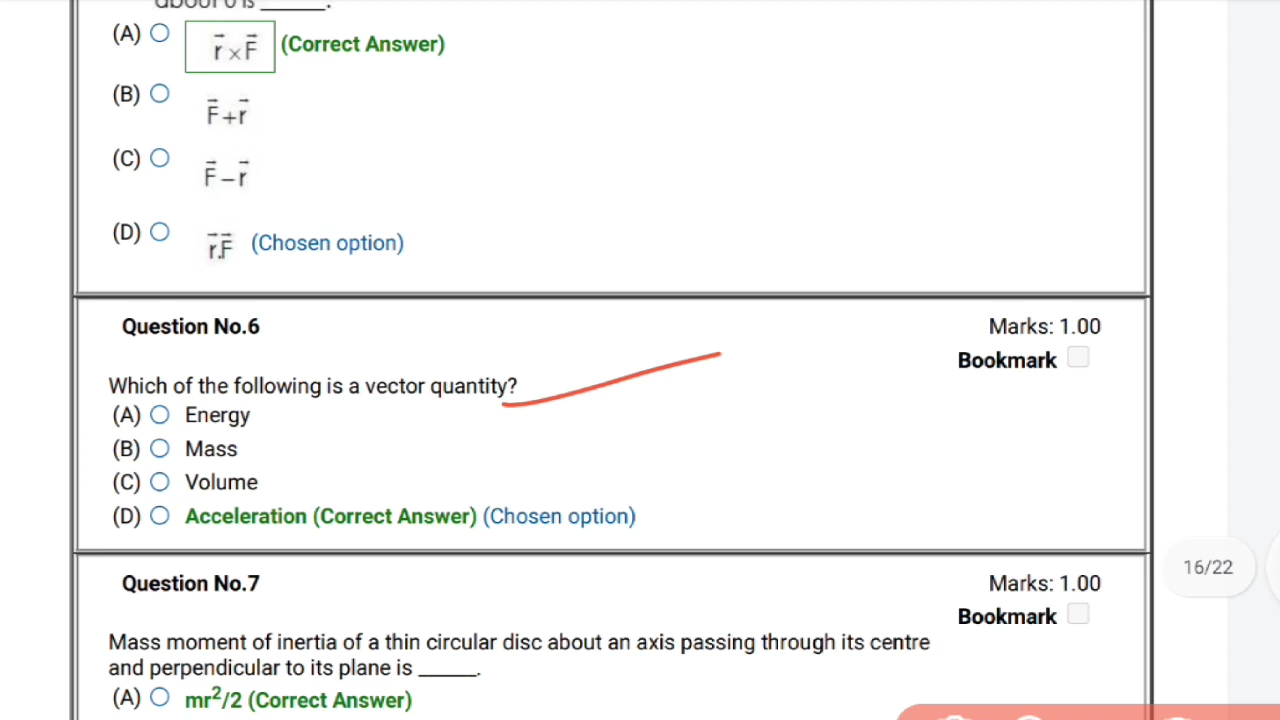 about o is ______.
(A) r⃗ × F⃗ (Correct Answer)
(B) F⃗ + r⃗
(C) F⃗ − r⃗
(D) r⃗.F⃗ (Chosen option)
Question No.6 Marks: 1.00
Bookmark
Which of the following is a vector quantity?
(A) Energy
(B) Mass
(C) Volume
(D) Acceleration (Correct Answer) (Chosen option)
16/22
Question No.7 Marks: 1.00
Bookmark
Mass moment of inertia of a thin circular disc about an axis passing through its centre
and perpendicular to its plane is _____.
(A) mr²/2 (Correct Answer)